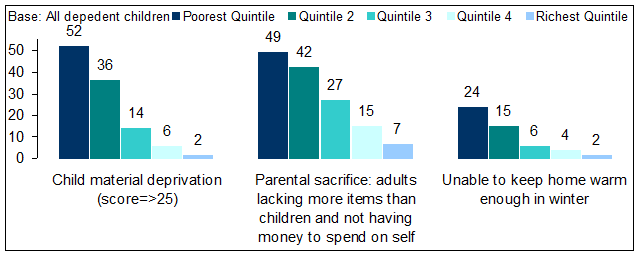 Base: All depedent children Poorest Quintile Quintile 2 Quintile 3 Quintile 4 Richest Quintile
50
40
30
20
10
0
52
36
14
6
2
49
42
27
15
7
24
15
6
4
2
Child material deprivation
(score=>25)
Parental sacrifice: adults
lacking more items than
children and not having
money to spend on self
Unable to keep home warm
enough in winter